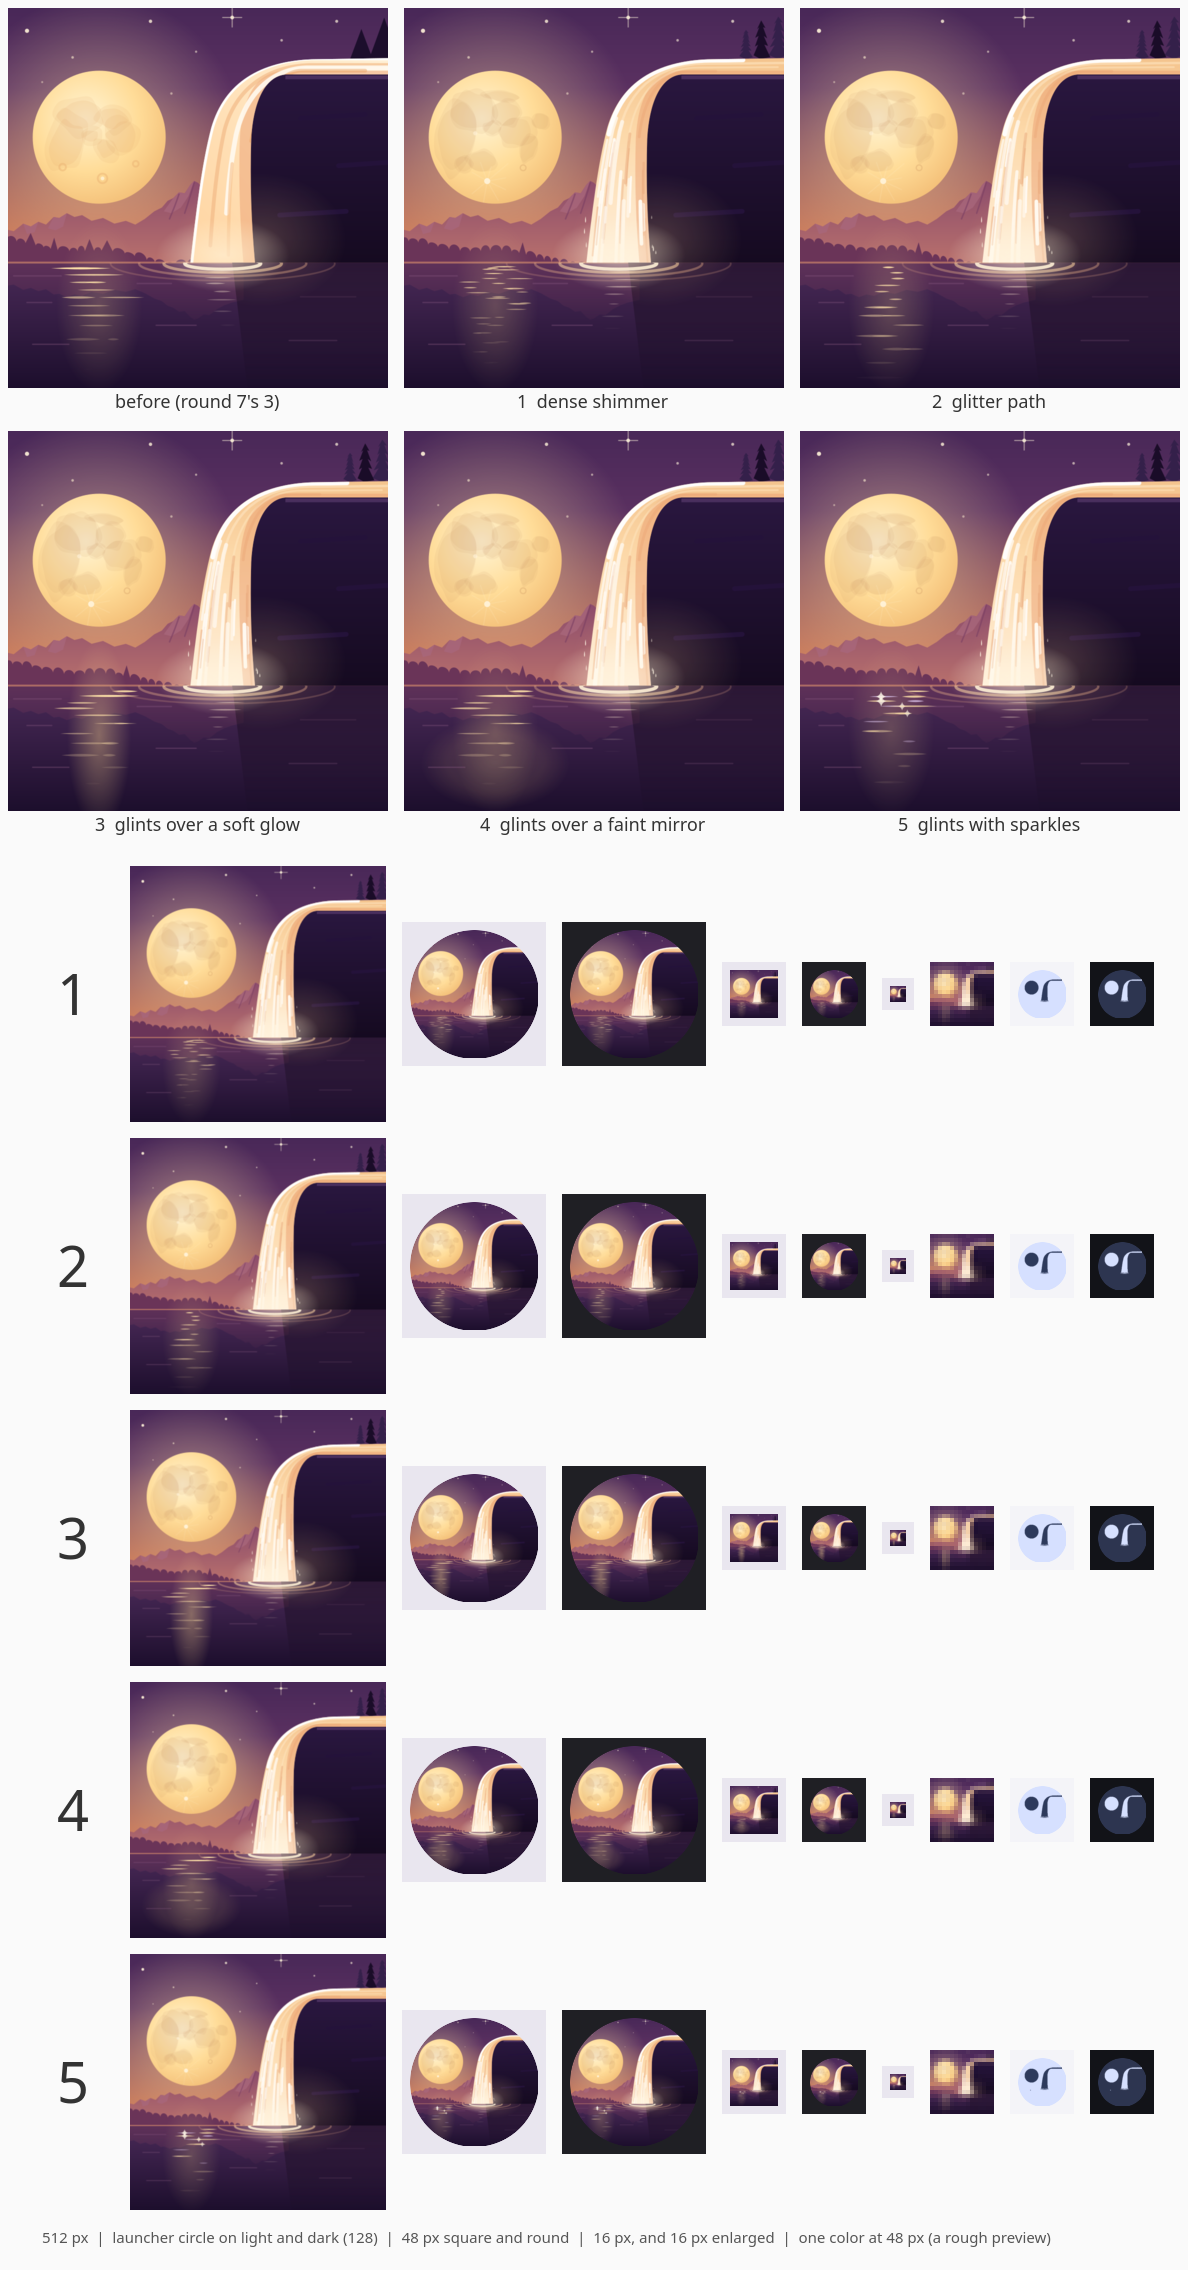 before (round 7's 3)
1 dense shimmer
2 glitter path
3 glints over a soft glow
4 glints over a faint mirror
5 glints with sparkles
1
2
3
4
5
512 px | launcher circle on light and dark (128) | 48 px square and round | 16 px, and 16 px enlarged | one color at 48 px (a rough preview)